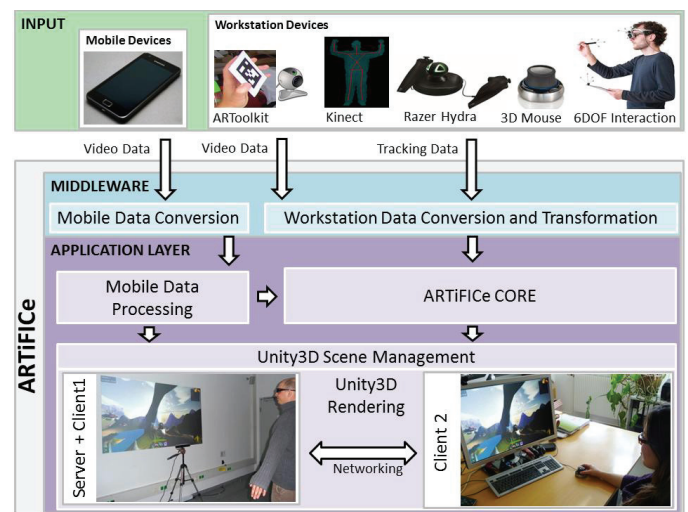 INPUT
Mobile Devices
Workstation Devices
ARToolkit
Kinect
Razer Hydra
3D Mouse
6DOF Interaction
Video Data
Video Data
Tracking Data
ARTiFICe
MIDDLEWARE
Mobile Data Conversion
Workstation Data Conversion and Transformation
APPLICATION LAYER
Mobile Data
Processing
ARTiFICe CORE
Unity3D Scene Management
Server + Client1
Unity3D
Rendering
Networking
Client 2